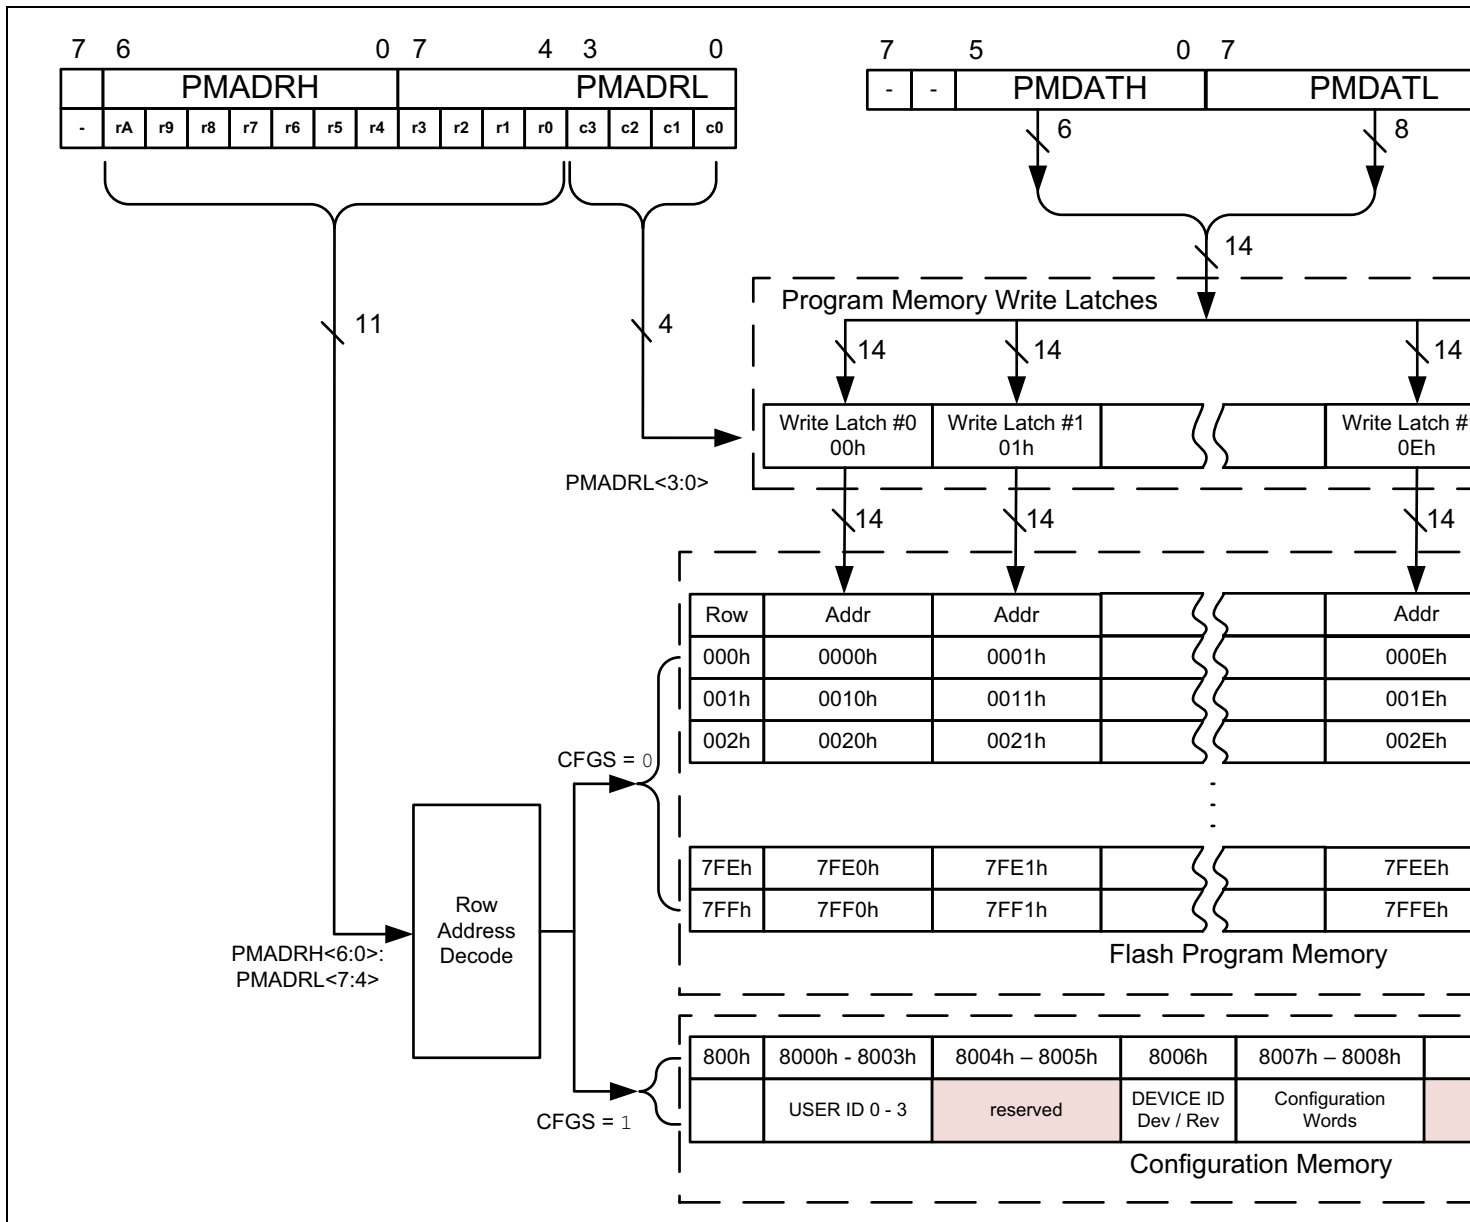 7 6 0 7 4 3 0
PMADRH PMADRL
- rA r9 r8 r7 r6 r5 r4 r3 r2 r1 r0 c3 c2 c1 c0
7 5 0 7
- - PMDATH PMDATL
6 8
14
11
4
Program Memory Write Latches
14 14 14
Write Latch #0 Write Latch #1 Write Latch #
00h 01h 0Eh
PMADRL<3:0>
14 14 14
Row Addr Addr Addr
000h 0000h 0001h 000Eh
001h 0010h 0011h 001Eh
002h 0020h 0021h 002Eh
CFGS = 0
7FEh 7FE0h 7FE1h 7FEEh
7FFh 7FF0h 7FF1h 7FFEh
Flash Program Memory
Row
Address
Decode
PMADRH<6:0>:
PMADRL<7:4>
800h 8000h - 8003h 8004h – 8005h 8006h 8007h – 8008h
USER ID 0 - 3 reserved DEVICE ID Configuration
Dev / Rev Words
CFGS = 1
Configuration Memory